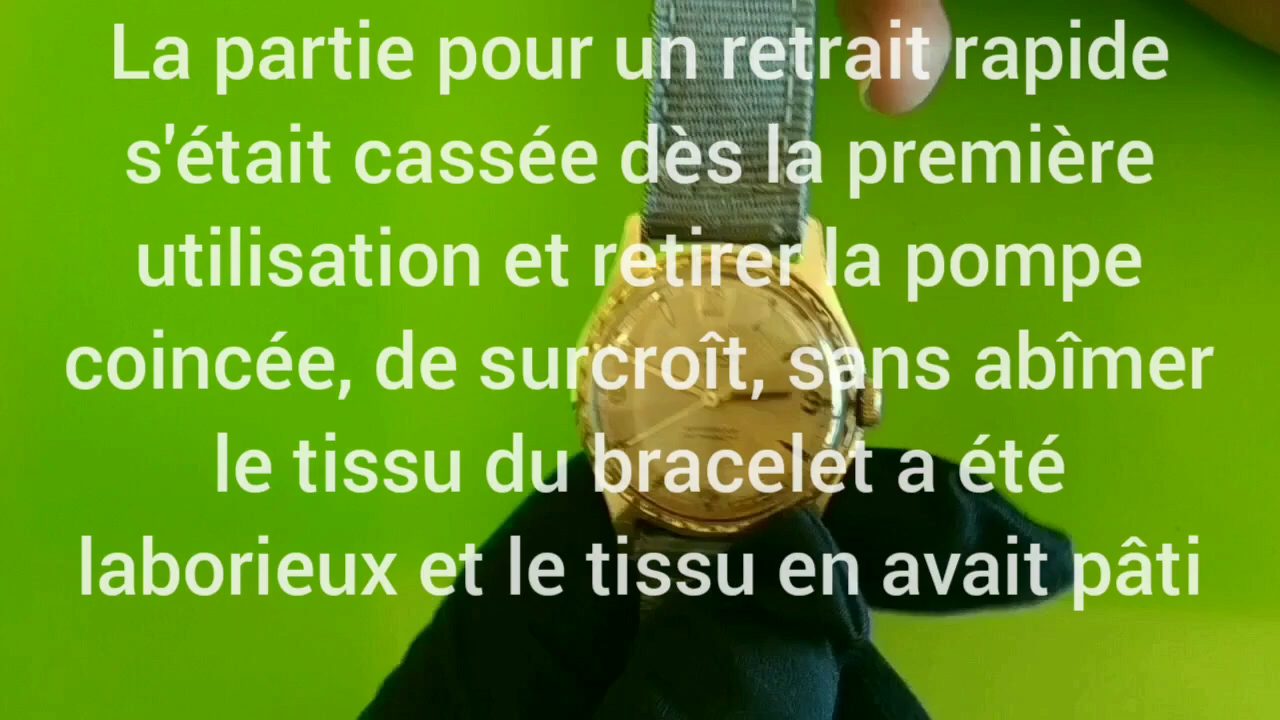 La partie pour un retrait rapide
s'était cassée dès la première
utilisation et retirer la pompe
coincée, de surcroît, sans abîmer
le tissu du bracelet a été
laborieux et le tissu en avait pâti